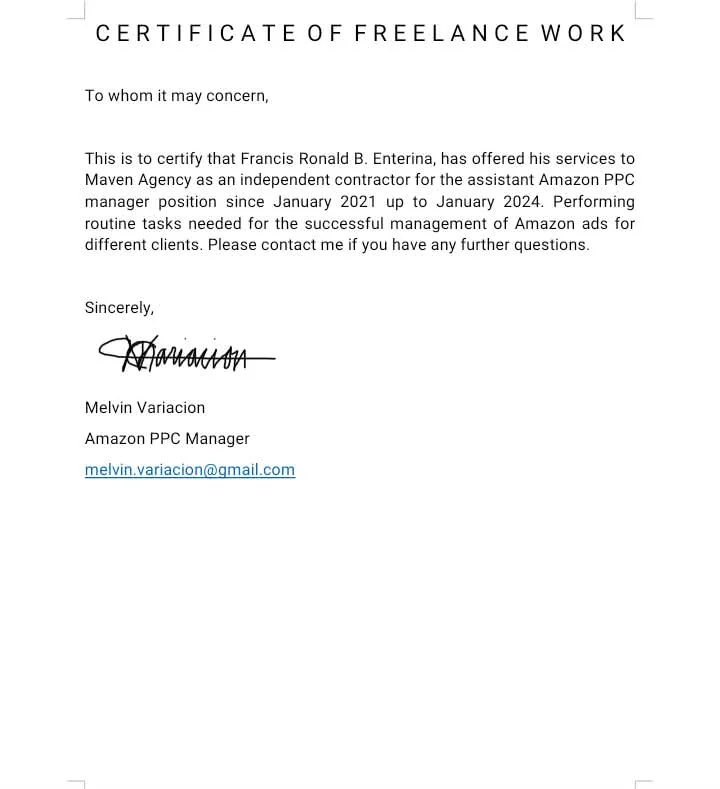 CERTIFICATE OF FREELANCE WORK
To whom it may concern,
This is to certify that Francis Ronald B. Enterina, has offered his services to
Maven Agency as an independent contractor for the assistant Amazon PPC
manager position since January 2021 up to January 2024. Performing
routine tasks needed for the successful management of Amazon ads for
different clients. Please contact me if you have any further questions.
Sincerely,
Melvin Variacion
Amazon PPC Manager
melvin.variacion@gmail.com